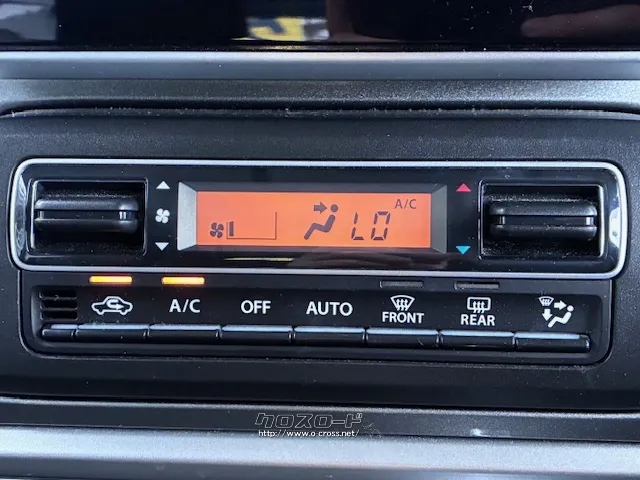 A/C
LO
A/C
OFF
AUTO
FRONT
REAR
クロスロード
http://www.o-cross.net/